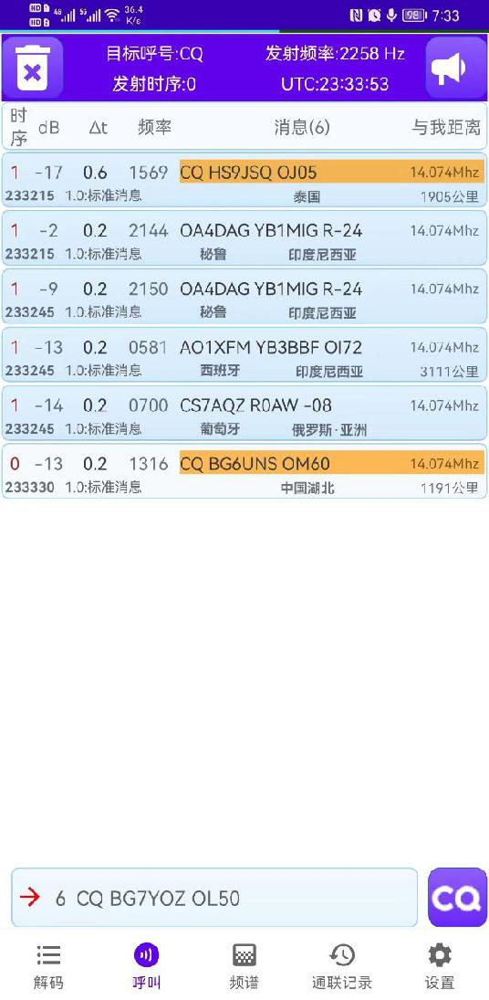 HD 1 4G 5G 36.4 98 7:33
HD 2 K/s
目标呼号:CQ 发射频率:2258 Hz
发射时序:0 UTC:23:33:53
时序 dB Δt 频率 消息(6) 与我距离
1 -17 0.6 1569 CQ HS9JSQ OJ05 14.074Mhz
233215 1.0:标准消息 泰国 1905公里
1 -2 0.2 2144 OA4DAG YB1MIG R-24 14.074Mhz
233215 1.0:标准消息 秘鲁 印度尼西亚
1 -9 0.2 2150 OA4DAG YB1MIG R-24 14.074Mhz
233245 1.0:标准消息 秘鲁 印度尼西亚
1 -13 0.2 0581 AO1XFM YB3BBF OI72 14.074Mhz
233245 1.0:标准消息 西班牙 印度尼西亚 3111公里
1 -14 0.2 0700 CS7AQZ R0AW -08 14.074Mhz
233245 1.0:标准消息 葡萄牙 俄罗斯·亚洲
0 -13 0.2 1316 CQ BG6UNS OM60 14.074Mhz
233330 1.0:标准消息 中国湖北 1191公里
6 CQ BG7YOZ OL50 CQ
解码 呼叫 频谱 通联记录 设置